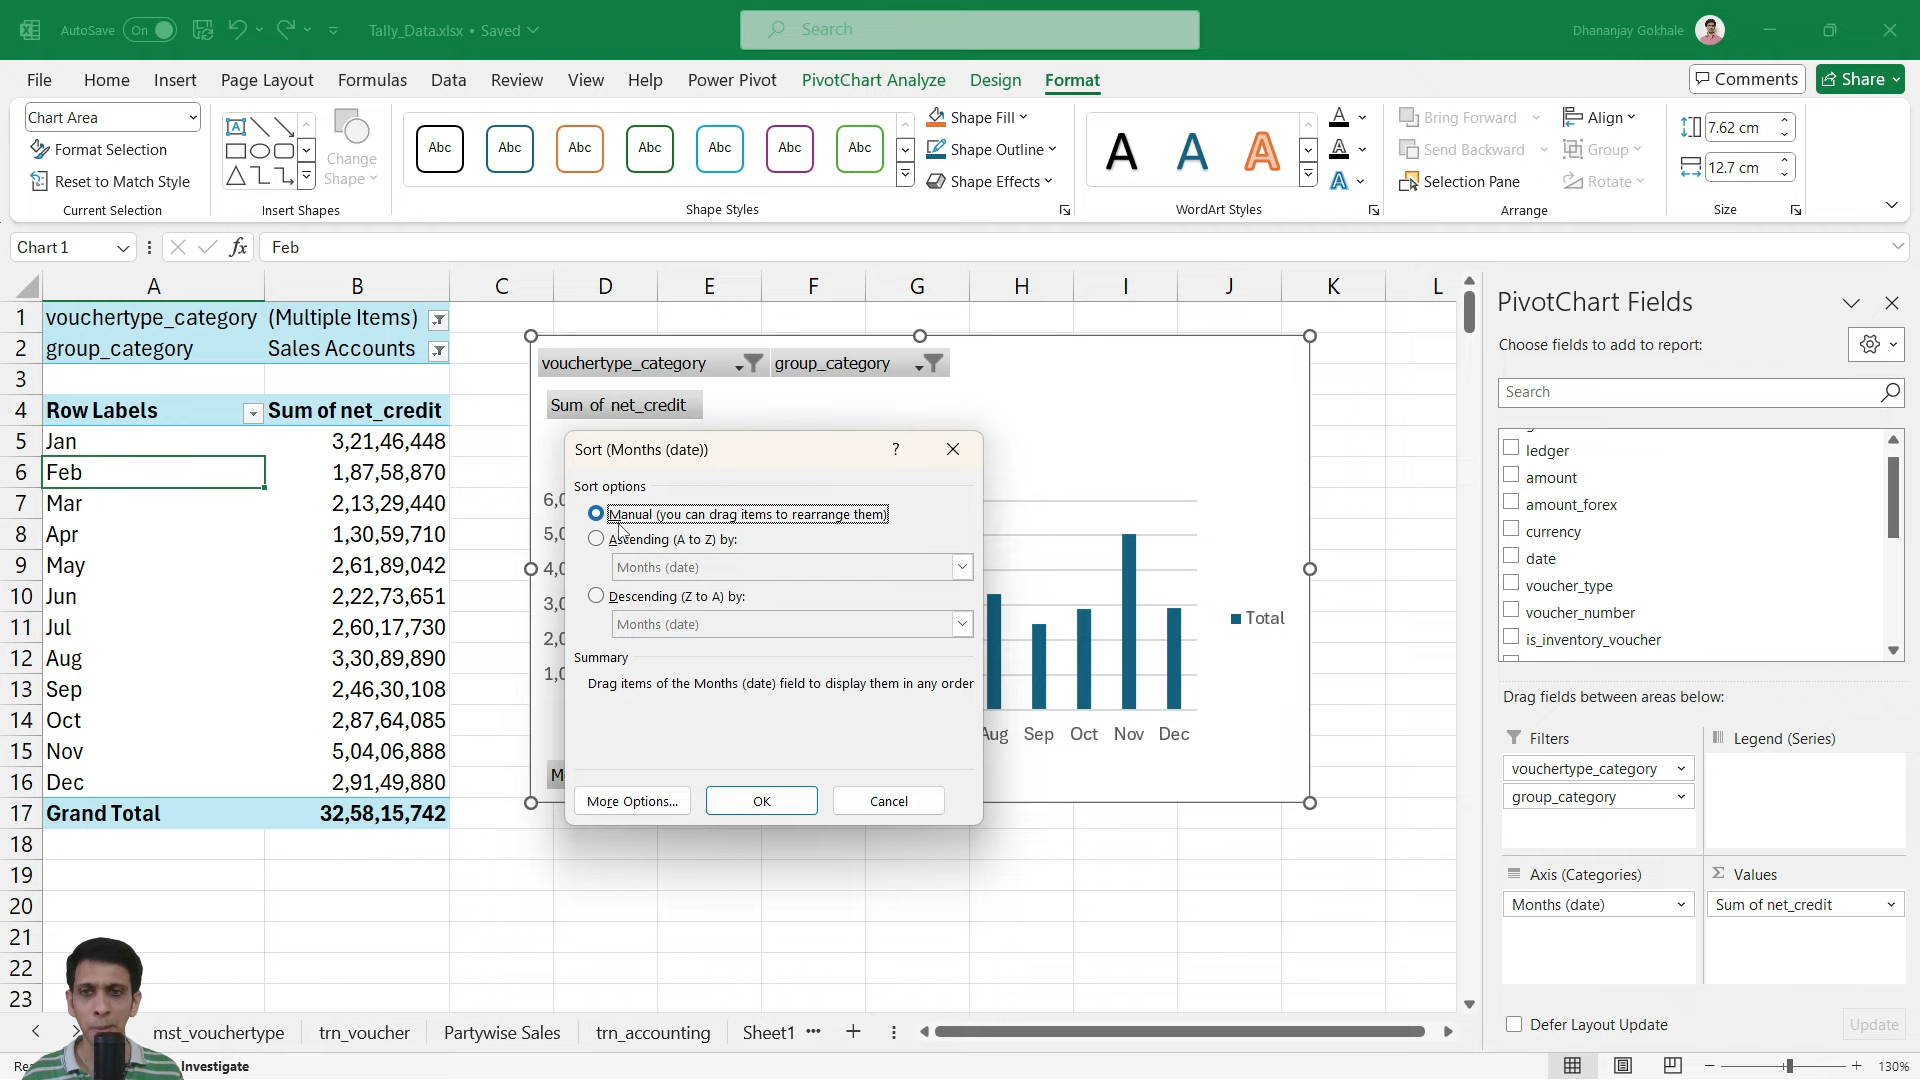 AutoSave On Tally_Data.xlsx • Saved Search Dhananjay Gokhale
File Home Insert Page Layout Formulas Data Review View Help Power Pivot PivotChart Analyze Design Format Comments Share
Chart Area
Format Selection
Reset to Match Style
Current Selection
Change
Shape
Insert Shapes
Abc Abc Abc Abc Abc Abc Abc
Shape Styles
Shape Fill
Shape Outline
Shape Effects
A A A
WordArt Styles
A
A
A
Bring Forward
Send Backward
Selection Pane
Align
Group
Rotate
Arrange
7.62 cm
12.7 cm
Size
Chart 1 fx Feb
A B C D E F G H I J K L
1 vouchertype_category (Multiple Items)
2 group_category Sales Accounts
3
4 Row Labels Sum of net_credit
5 Jan 3,21,46,448
6 Feb 1,87,58,870
7 Mar 2,13,29,440
8 Apr 1,30,59,710
9 May 2,61,89,042
10 Jun 2,22,73,651
11 Jul 2,60,17,730
12 Aug 3,30,89,890
13 Sep 2,46,30,108
14 Oct 2,87,64,085
15 Nov 5,04,06,888
16 Dec 2,91,49,880
17 Grand Total 32,58,15,742
18
19
20
21
22
23
vouchertype_category group_category
Sum of net_credit
6,0
5,0
4,0
3,0
2,0
1,0
Aug Sep Oct Nov Dec
Total
M
Sort (Months (date)) ?
Sort options
Manual (you can drag items to rearrange them)
Ascending (A to Z) by:
Months (date)
Descending (Z to A) by:
Months (date)
Summary
Drag items of the Months (date) field to display them in any order
More Options... OK Cancel
PivotChart Fields
Choose fields to add to report:
Search
ledger
amount
amount_forex
currency
date
voucher_type
voucher_number
is_inventory_voucher
Drag fields between areas below:
Filters
vouchertype_category
group_category
Legend (Series)
Axis (Categories)
Months (date)
Σ Values
Sum of net_credit
Defer Layout Update Update
mst_vouchertype trn_voucher Partywise Sales trn_accounting Sheet1 •••
Investigate 130%